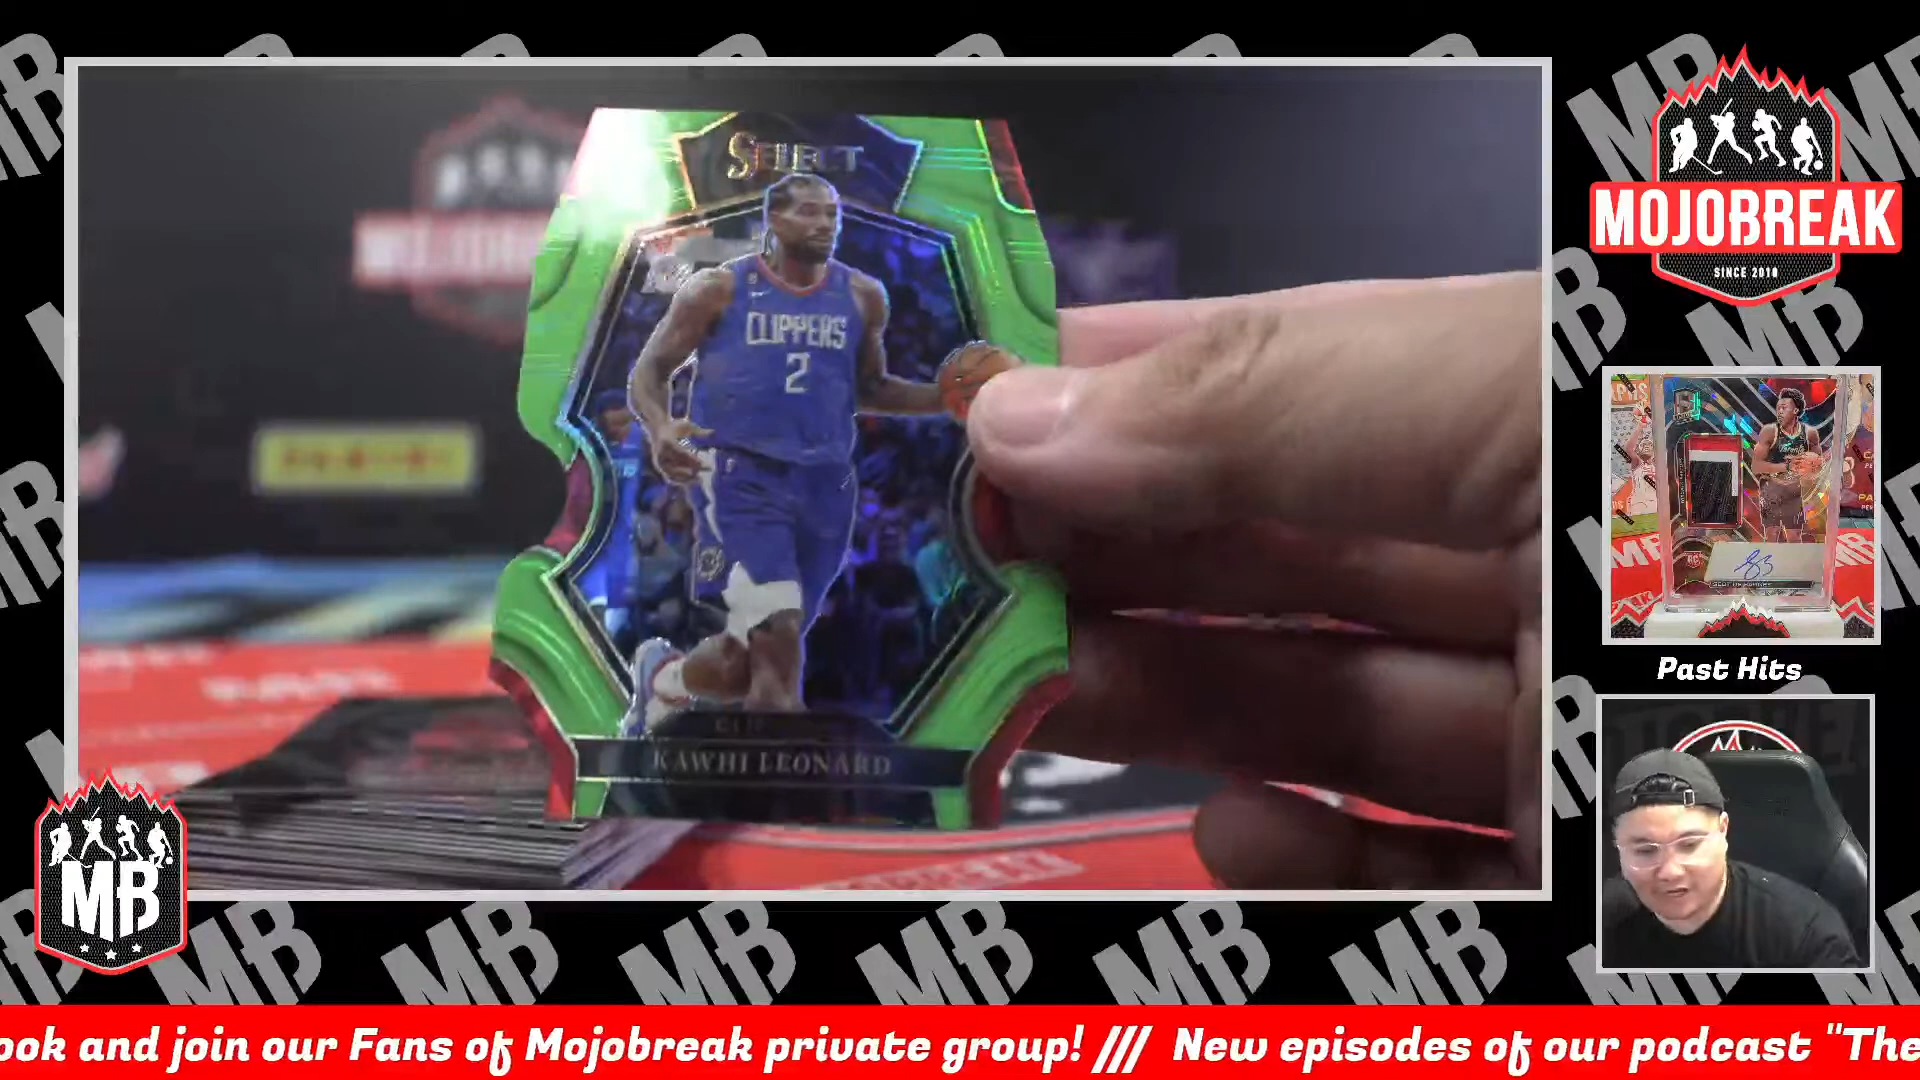 SELECT
CLIPPERS
2
KAWHI LEONARD
MOJOBREAK
SINCE 2010
Past Hits
MB
ook and join our Fans of Mojobreak private group! /// New episodes of our podcast "The